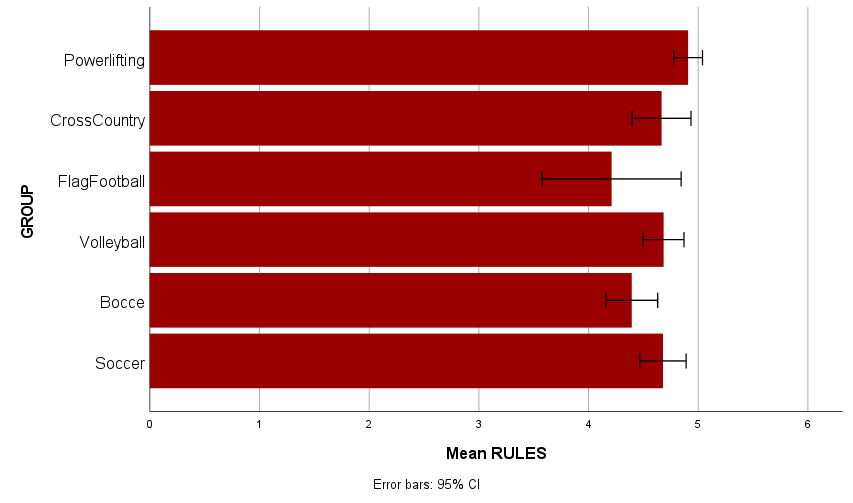 GROUP
Powerlifting
CrossCountry
FlagFootball
Volleyball
Bocce
Soccer
0 1 2 3 4 5 6
Mean RULES
Error bars: 95% CI